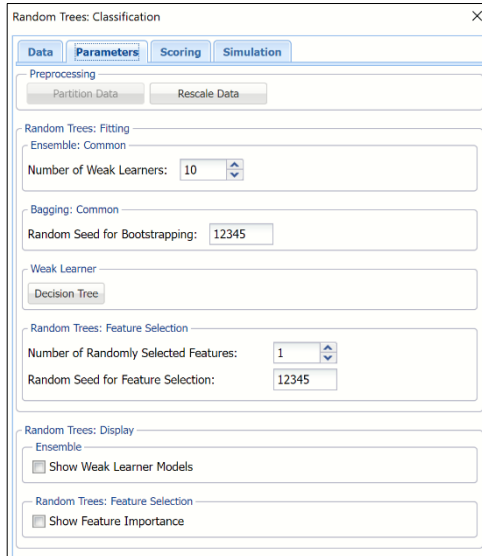 Random Trees: Classification
Data Parameters Scoring Simulation
Preprocessing
Partition Data Rescale Data
Random Trees: Fitting
Ensemble: Common
Number of Weak Learners: 10
Bagging: Common
Random Seed for Bootstrapping: 12345
Weak Learner
Decision Tree
Random Trees: Feature Selection
Number of Randomly Selected Features: 1
Random Seed for Feature Selection: 12345
Random Trees: Display
Ensemble
Show Weak Learner Models
Random Trees: Feature Selection
Show Feature Importance